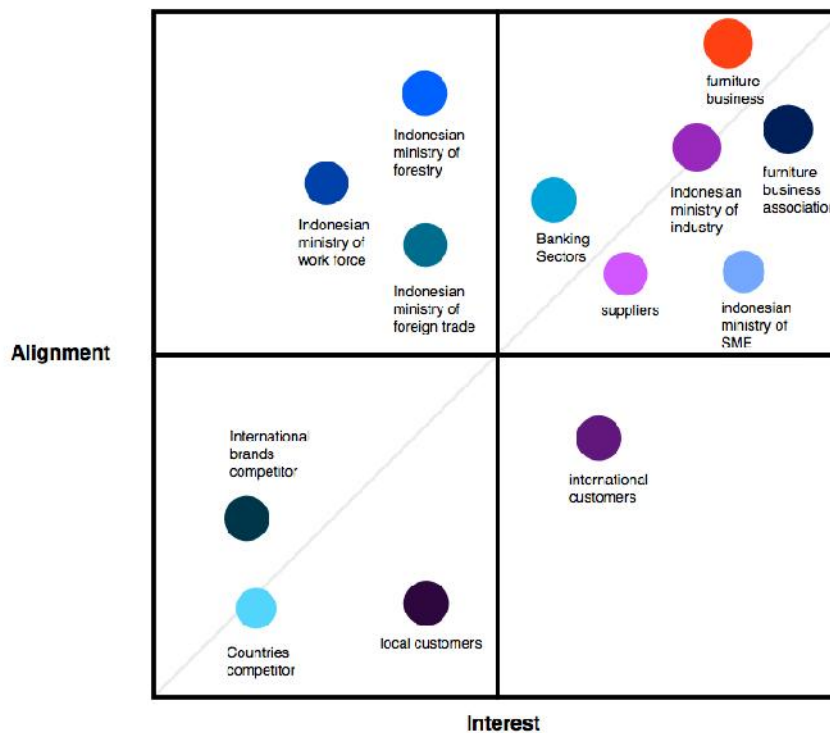 furniture
business
Indonesian
ministry of
forestry
furniture
business
association
Indonesian
ministry of
industry
Indonesian
ministry of
work force
Banking
Sectors
Indonesian
ministry of
foreign trade
suppliers
indonesian
ministry of
SME
Alignment
International
brands
competitor
international
customers
local customers
Countries
competitor
Interest